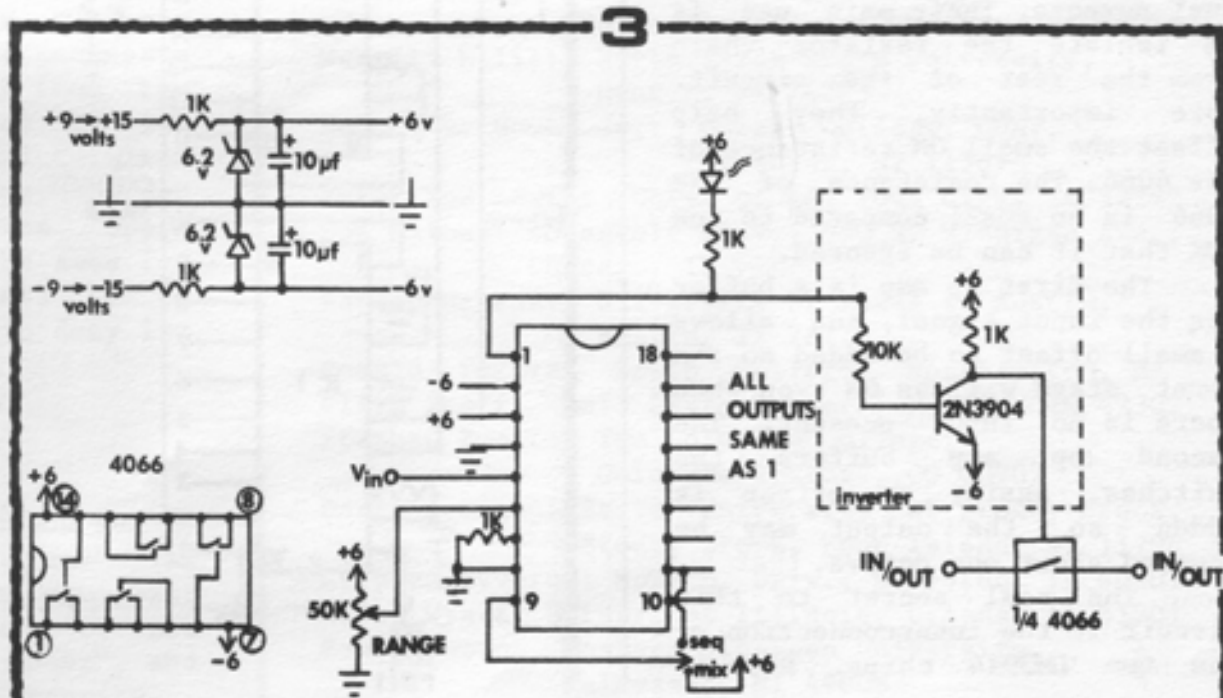 3
+9→+15
volts
1K
+6v
6.2
v
+
10µf
6.2
v
+
10µf
1K
-9→-15
volts
-6v
+6
1K
+6
10K
1K
2N3904
-6
inverter
1
18
-6
ALL
+6
OUTPUTS
SAME
Vin
AS 1
1K
9
10
+6
50K
RANGE
seq
mix
+6
4066
+6
14
8
1
7
-6
IN/OUT
IN/OUT
1/4 4066